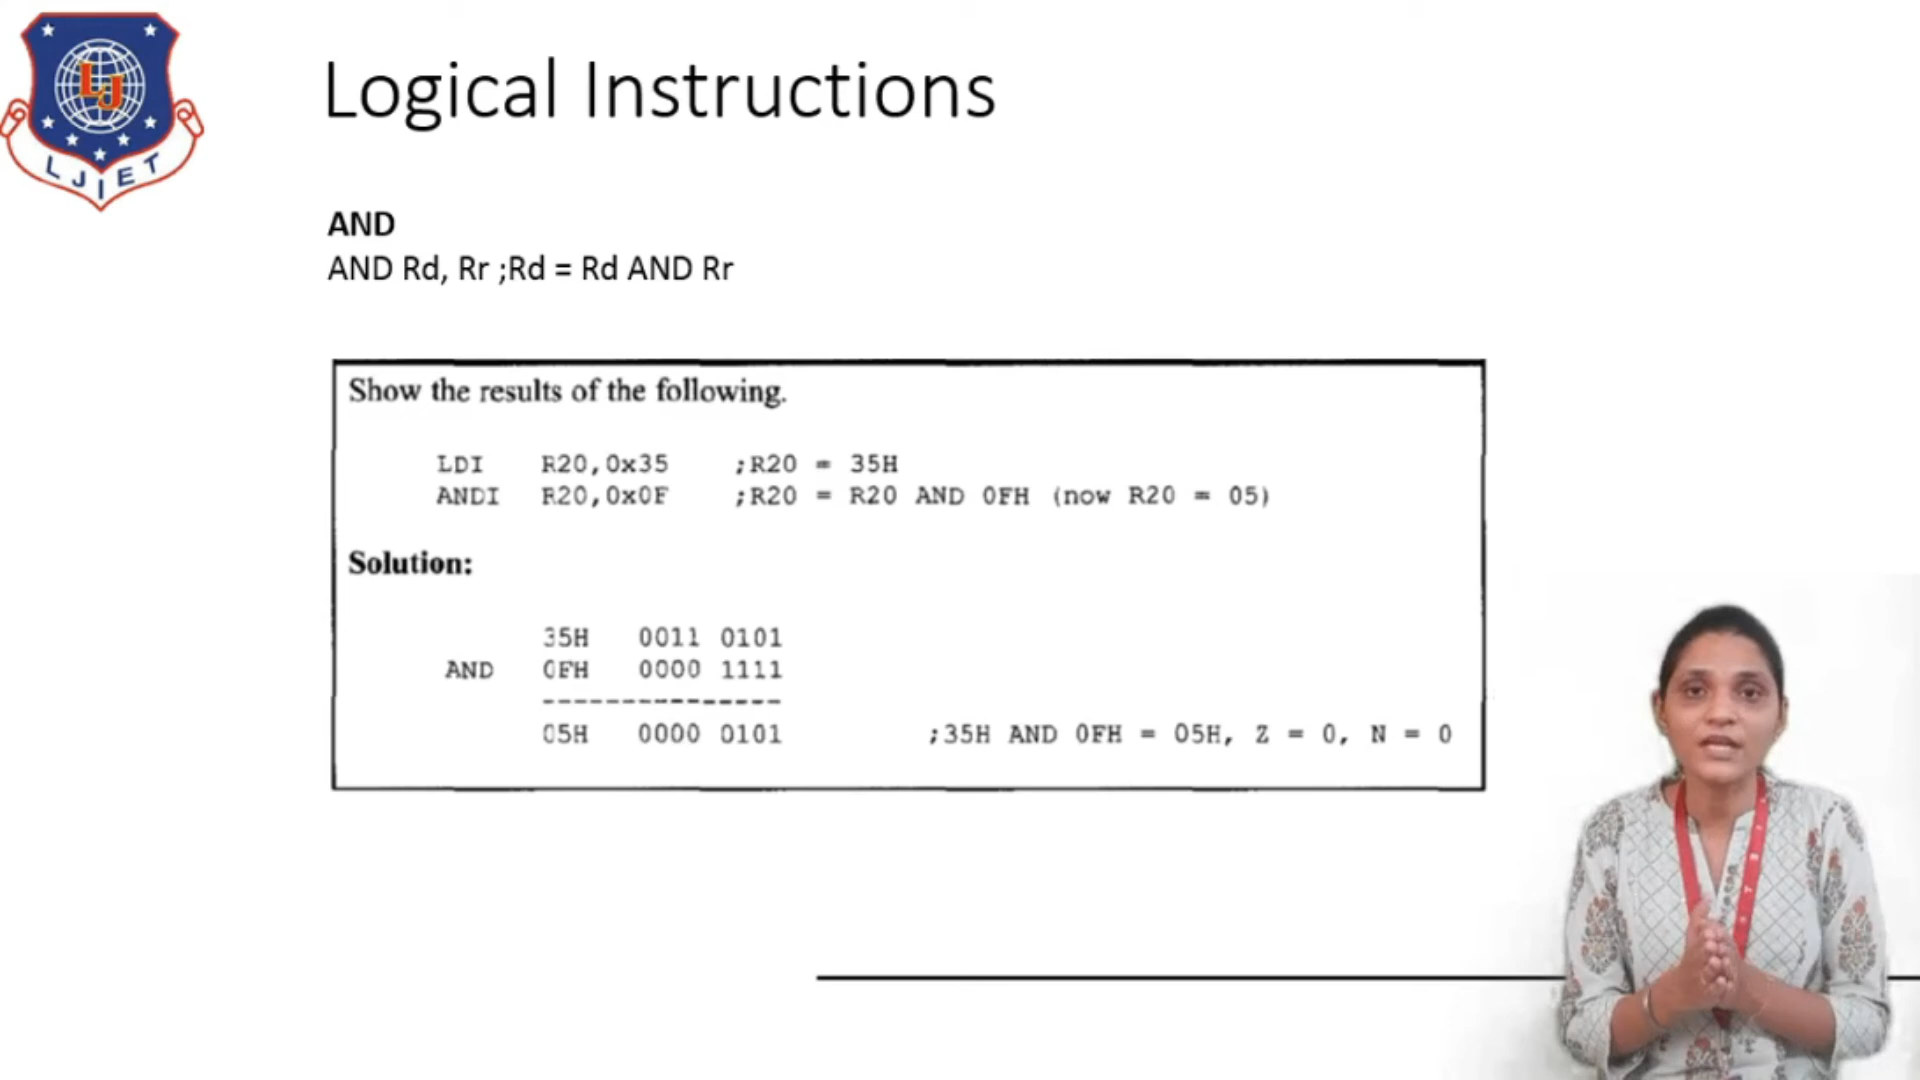 LJ
LJIET
Logical Instructions
AND
AND Rd, Rr ;Rd = Rd AND Rr
Show the results of the following.
LDI R20,0x35 ;R20 = 35H
ANDI R20,0x0F ;R20 = R20 AND 0FH (now R20 = 05)
Solution:
35H 0011 0101
AND 0FH 0000 1111
---------------
05H 0000 0101 ;35H AND 0FH = 05H, Z = 0, N = 0